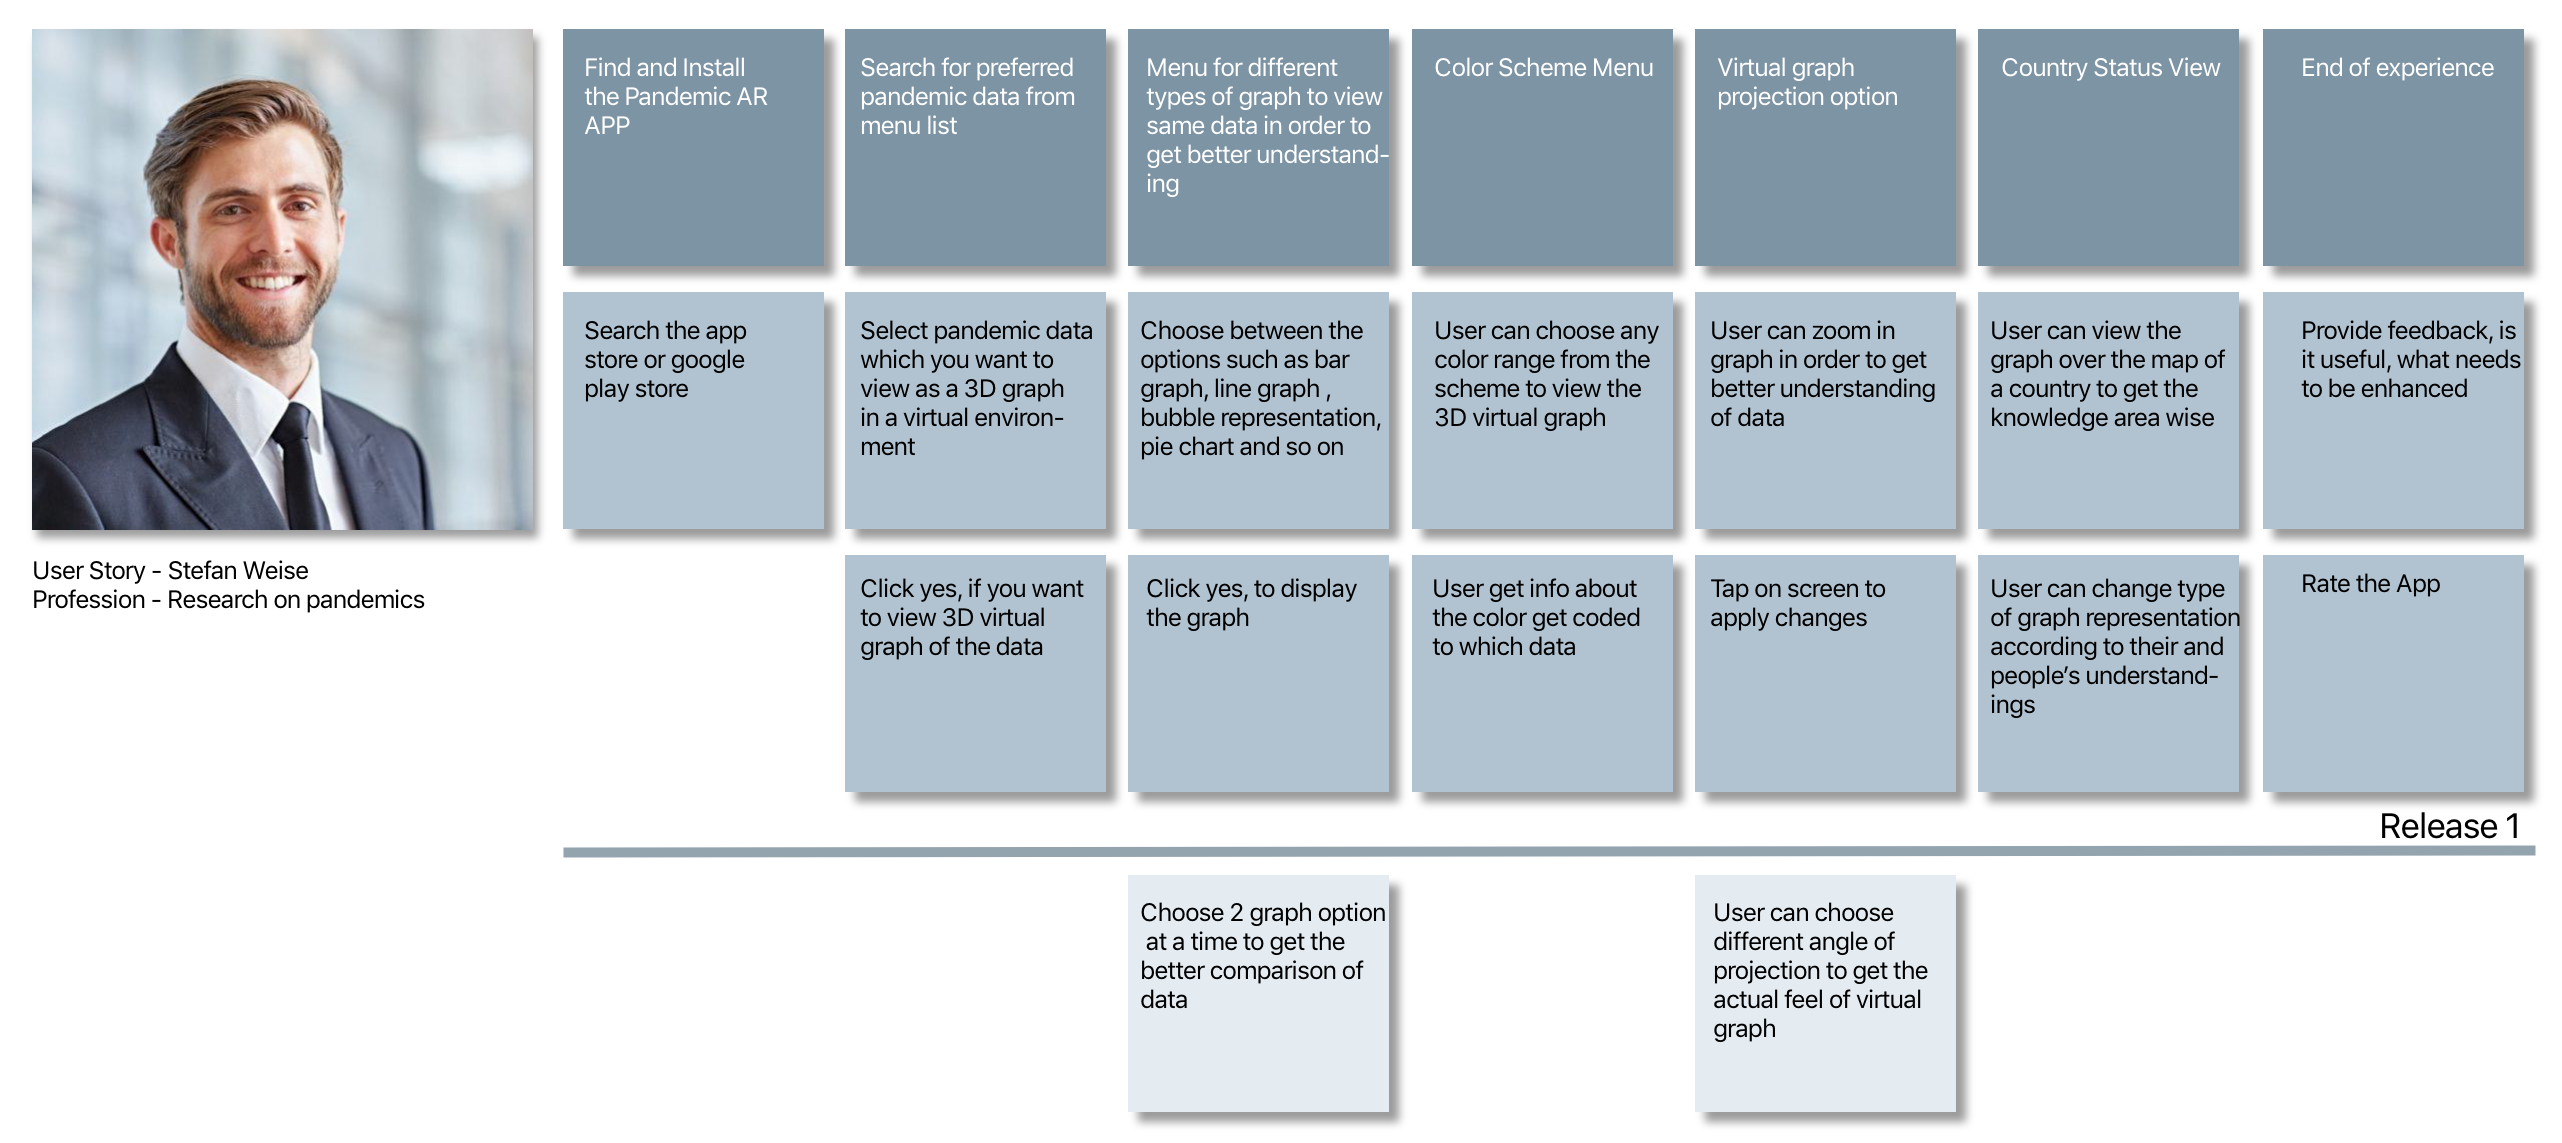 Find and Install
the Pandemic AR
APP
Search for preferred
pandemic data from
menu list
Menu for different
types of graph to view
same data in order to
get better understand-
ing
Color Scheme Menu
Virtual graph
projection option
Country Status View
End of experience
Search the app
store or google
play store
Select pandemic data
which you want to
view as a 3D graph
in a virtual environ-
ment
Choose between the
options such as bar
graph, line graph ,
bubble representation,
pie chart and so on
User can choose any
color range from the
scheme to view the
3D virtual graph
User can zoom in
graph in order to get
better understanding
of data
User can view the
graph over the map of
a country to get the
knowledge area wise
Provide feedback, is
it useful, what needs
to be enhanced
User Story - Stefan Weise
Profession - Research on pandemics
Click yes, if you want
to view 3D virtual
graph of the data
Click yes, to display
the graph
User get info about
the color get coded
to which data
Tap on screen to
apply changes
User can change type
of graph representation
according to their and
people’s understand-
ings
Rate the App
Release 1
Choose 2 graph option
at a time to get the
better comparison of
data
User can choose
different angle of
projection to get the
actual feel of virtual
graph